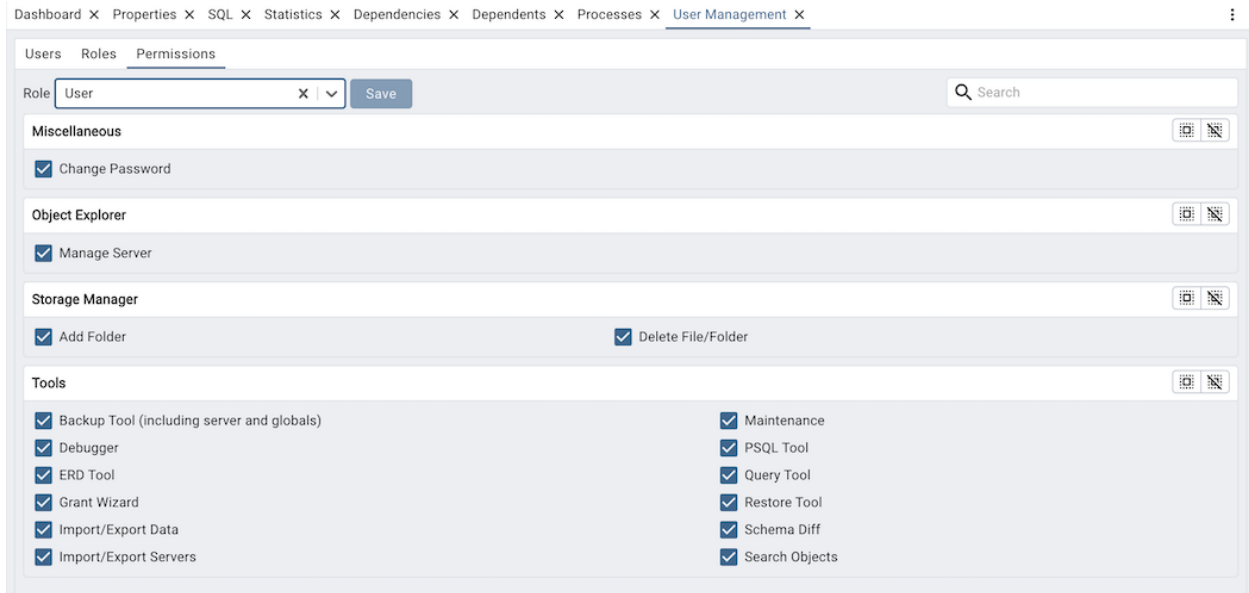 Dashboard Properties SQL Statistics Dependencies Dependents Processes User Management
Users Roles Permissions
Role User Save Search
Miscellaneous
Change Password
Object Explorer
Manage Server
Storage Manager
Add Folder Delete File/Folder
Tools
Backup Tool (including server and globals) Maintenance
Debugger PSQL Tool
ERD Tool Query Tool
Grant Wizard Restore Tool
Import/Export Data Schema Diff
Import/Export Servers Search Objects